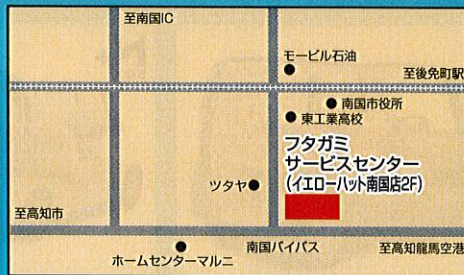 至南国IC
モービル石油
至後免町駅
南国市役所
東工業高校
フタガミ
サービスセンター
(イエローハット南国店2F)
ツタヤ
至高知市
南国バイパス
至高知龍馬空港
ホームセンターマルニ